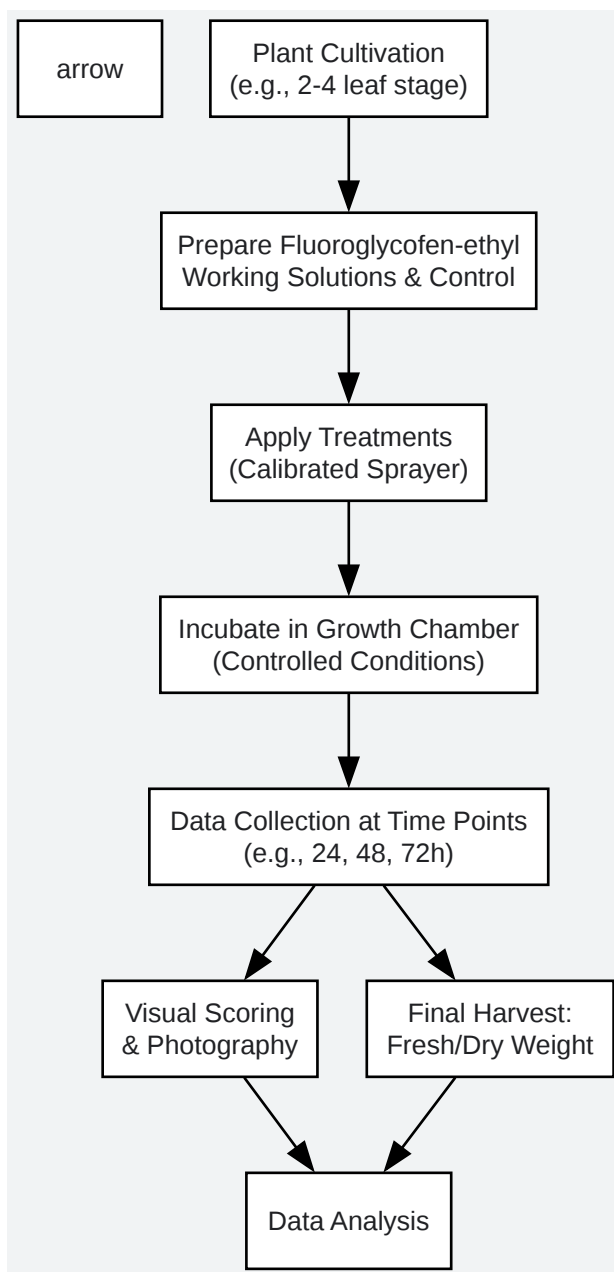 arrow
Plant Cultivation
(e.g., 2-4 leaf stage)
Prepare Fluoroglycofen-ethyl
Working Solutions & Control
Apply Treatments
(Calibrated Sprayer)
Incubate in Growth Chamber
(Controlled Conditions)
Data Collection at Time Points
(e.g., 24, 48, 72h)
Visual Scoring
& Photography
Final Harvest:
Fresh/Dry Weight
Data Analysis